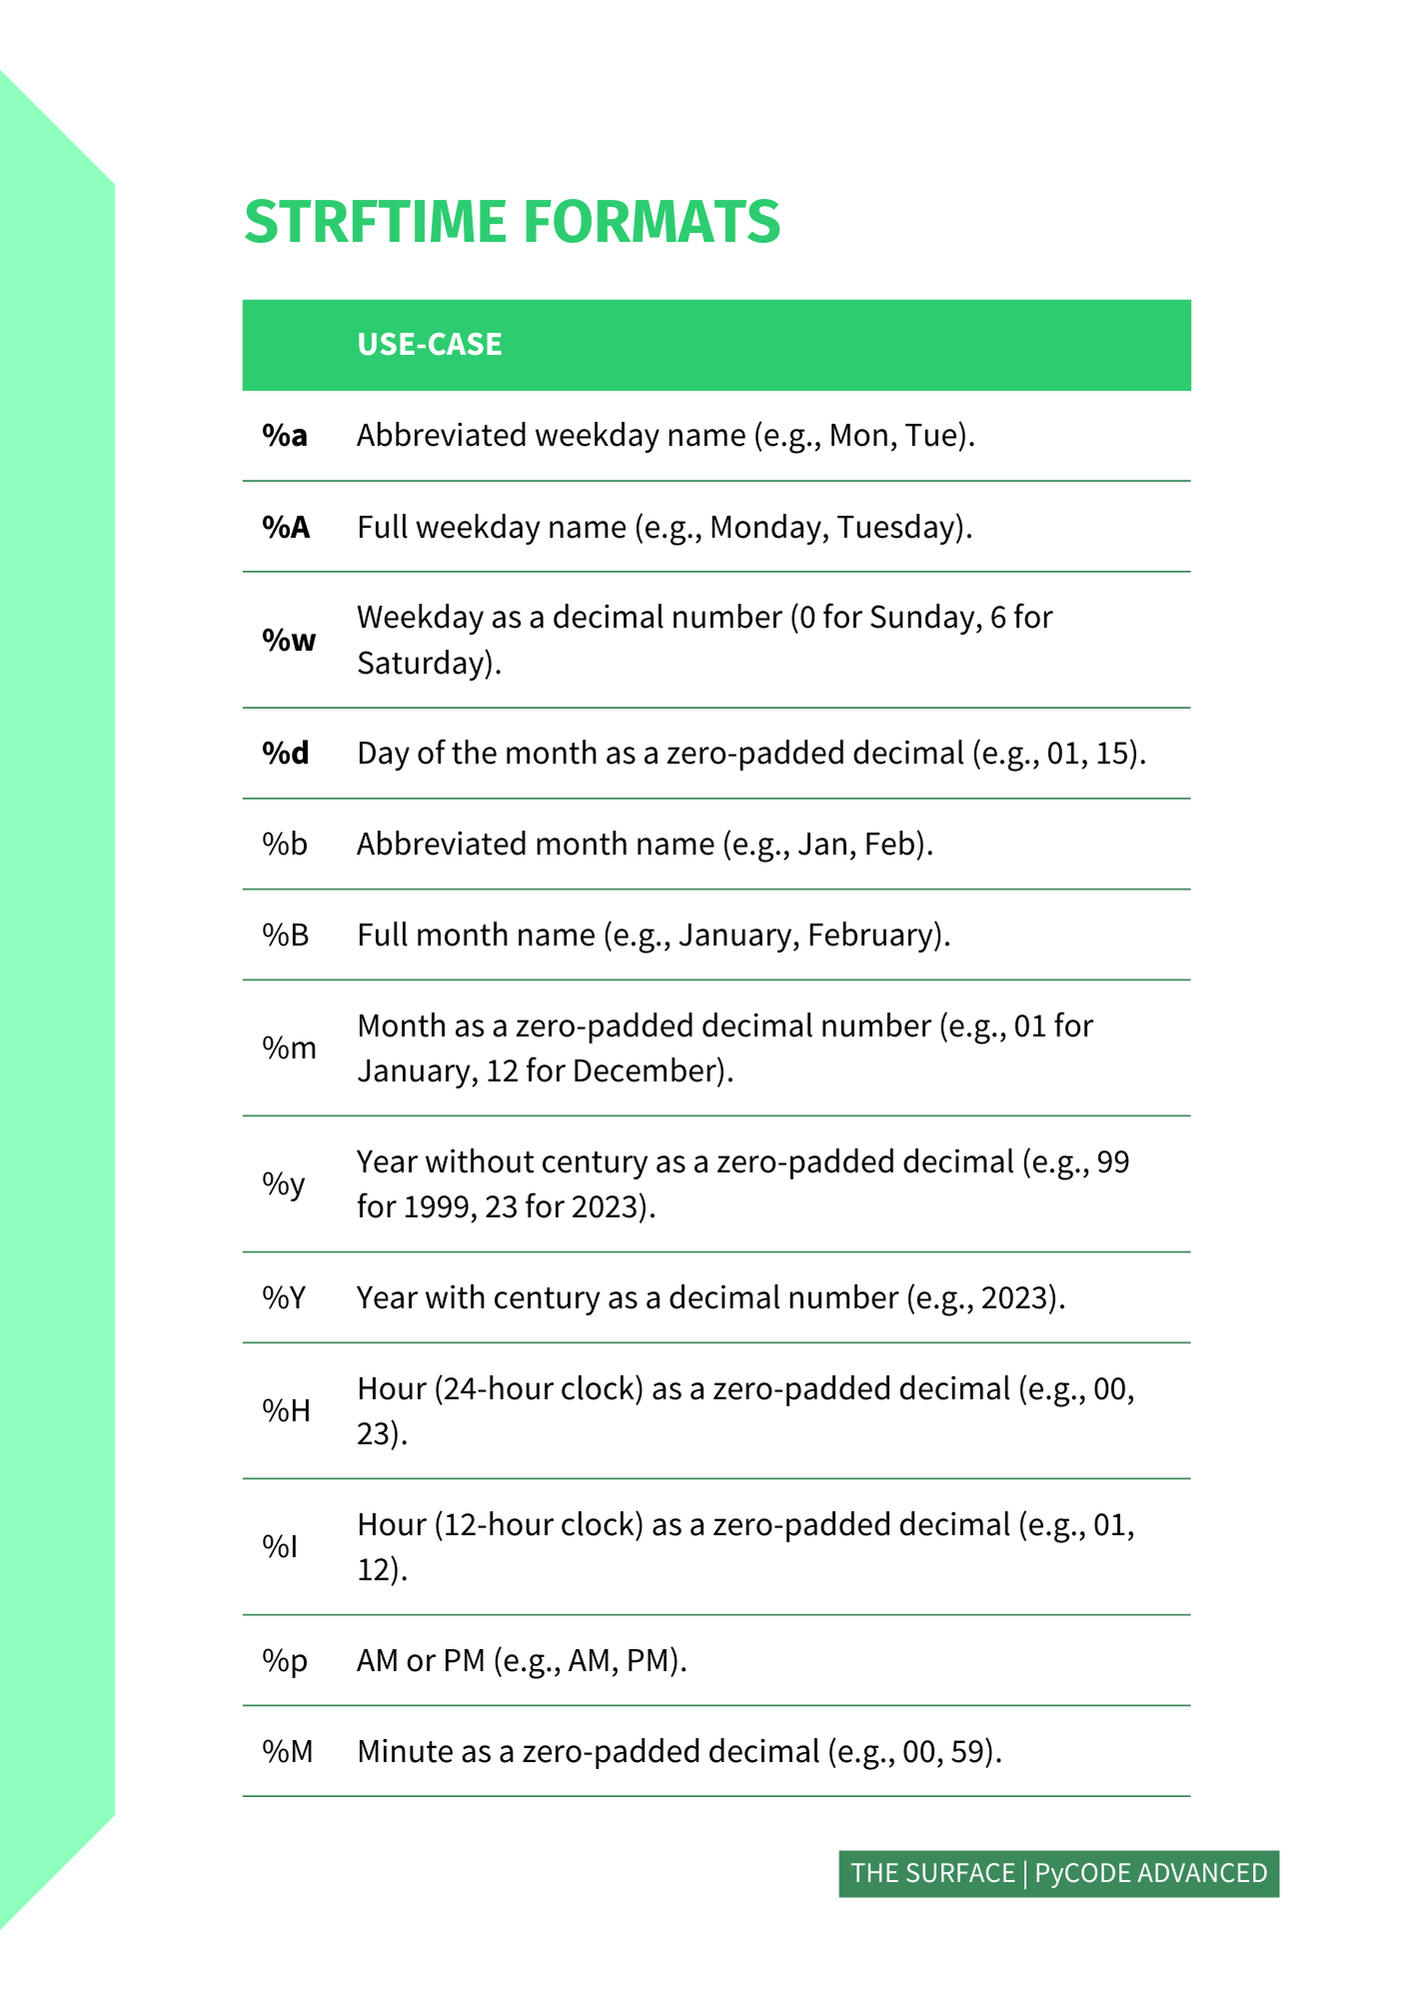 STRFTIME FORMATS
USE-CASE
%a Abbreviated weekday name (e.g., Mon, Tue).
%A Full weekday name (e.g., Monday, Tuesday).
%w Weekday as a decimal number (0 for Sunday, 6 for
Saturday).
%d Day of the month as a zero-padded decimal (e.g., 01, 15).
%b Abbreviated month name (e.g., Jan, Feb).
%B Full month name (e.g., January, February).
%m Month as a zero-padded decimal number (e.g., 01 for
January, 12 for December).
%y Year without century as a zero-padded decimal (e.g., 99
for 1999, 23 for 2023).
%Y Year with century as a decimal number (e.g., 2023).
%H Hour (24-hour clock) as a zero-padded decimal (e.g., 00,
23).
%I Hour (12-hour clock) as a zero-padded decimal (e.g., 01,
12).
%p AM or PM (e.g., AM, PM).
%M Minute as a zero-padded decimal (e.g., 00, 59).
THE SURFACE | PyCODE ADVANCED